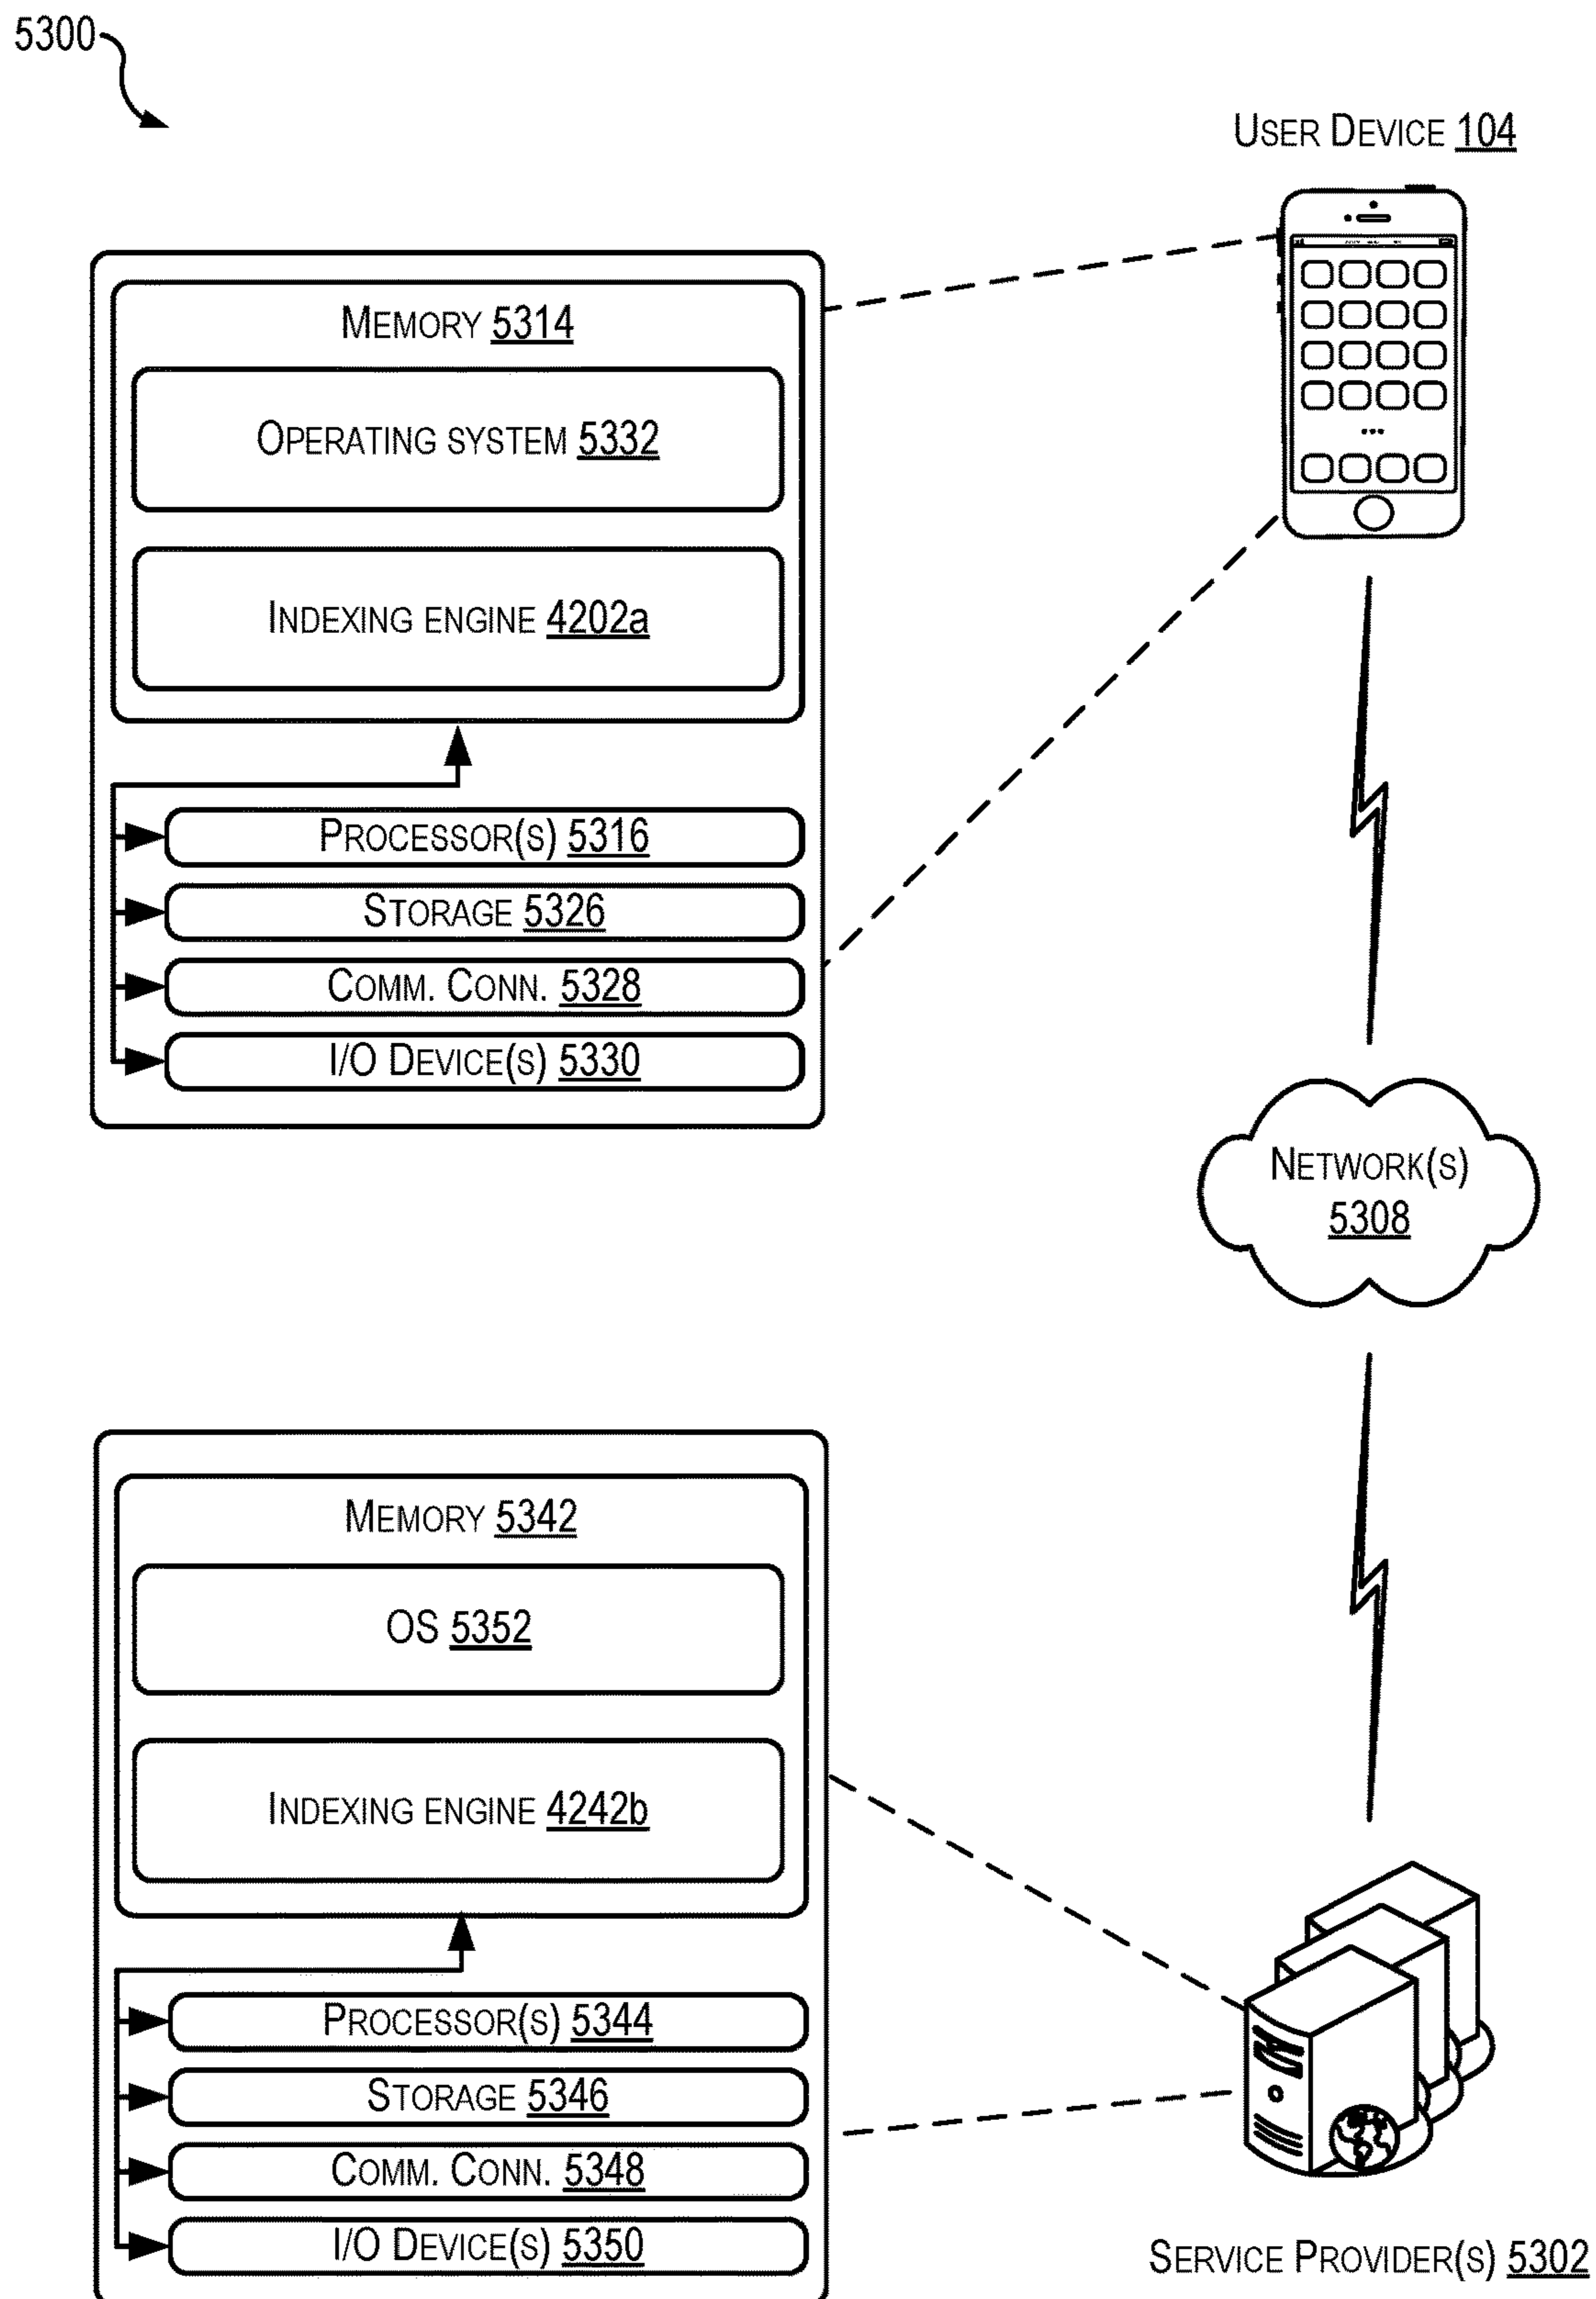 5300
USER DEVICE 104
MEMORY 5314
OPERATING SYSTEM 5332
INDEXING ENGINE 4202a
PROCESSOR(S) 5316
STORAGE 5326
COMM. CONN. 5328
I/O DEVICE(S) 5330
NETWORK(S)
5308
MEMORY 5342
OS 5352
INDEXING ENGINE 4242b
PROCESSOR(S) 5344
STORAGE 5346
COMM. CONN. 5348
I/O DEVICE(S) 5350
SERVICE PROVIDER(S) 5302